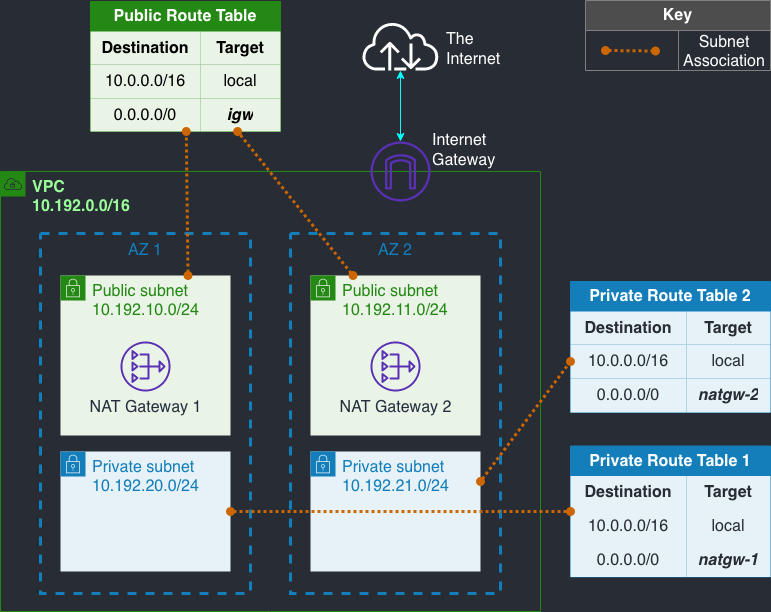 Public Route Table
Destination Target
10.0.0.0/16 local
0.0.0.0/0 igw
The
Internet
Key
Subnet
Association
Internet
Gateway
VPC
10.192.0.0/16
AZ 1
AZ 2
Public subnet
10.192.10.0/24
NAT Gateway 1
Public subnet
10.192.11.0/24
NAT Gateway 2
Private subnet
10.192.20.0/24
Private subnet
10.192.21.0/24
Private Route Table 2
Destination Target
10.0.0.0/16 local
0.0.0.0/0 natgw-2
Private Route Table 1
Destination Target
10.0.0.0/16 local
0.0.0.0/0 natgw-1